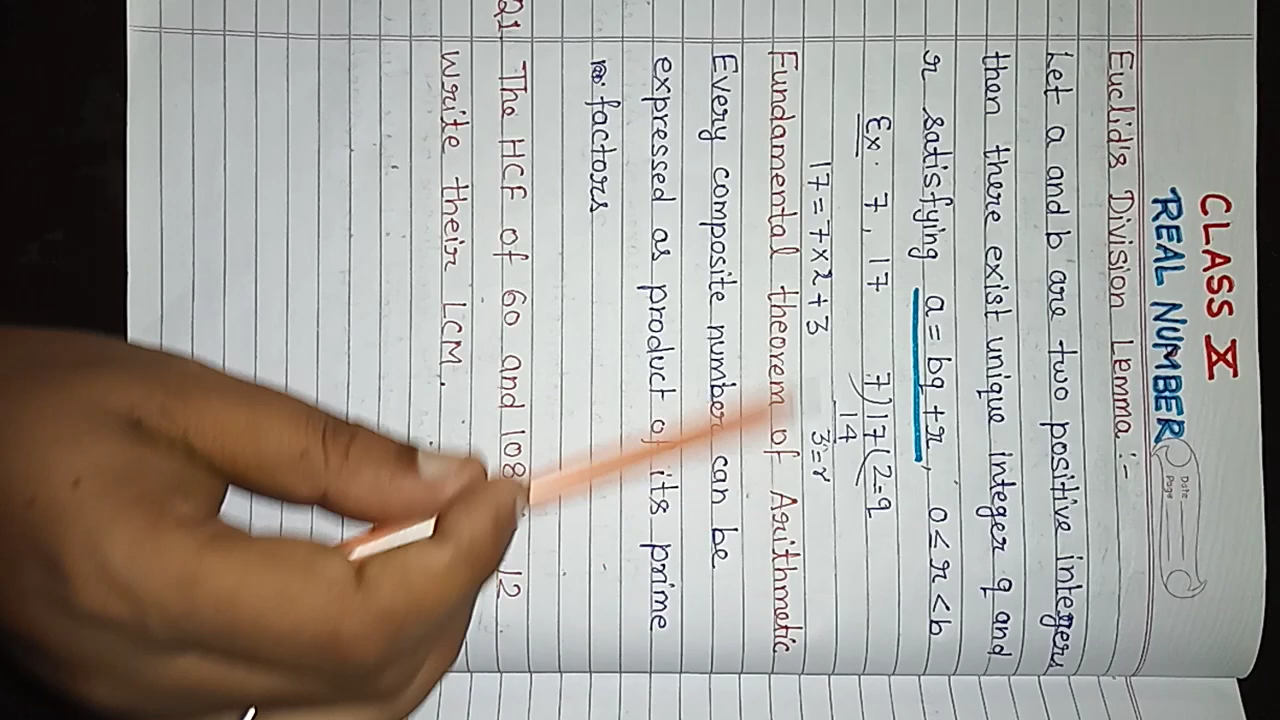 CLASS X
REAL NUMBER
Date
Page
Euclid's Division Lemma :-
Let a and b are two positive integers
then there exist unique integer q and
r satisfying a = bq + r, 0 ≤ r < b
Ex. 7, 17 7)17(2=q
14
17 = 7 x 2 + 3 3=r
Fundamental theorem of Arithmetic
Every composite number can be
expressed as product of its prime
factors
Q1 The HCF of 60 and 108 12
Write their LCM.